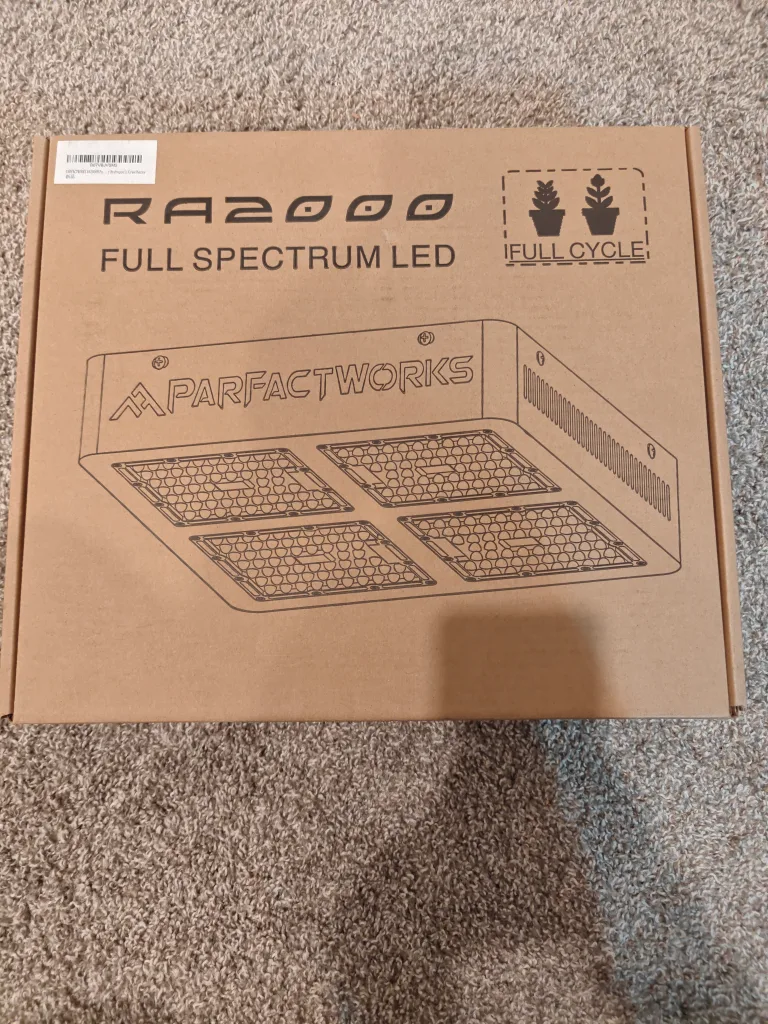 RA2000
FULL SPECTRUM LED
FULL CYCLE
PARFACTWORKS